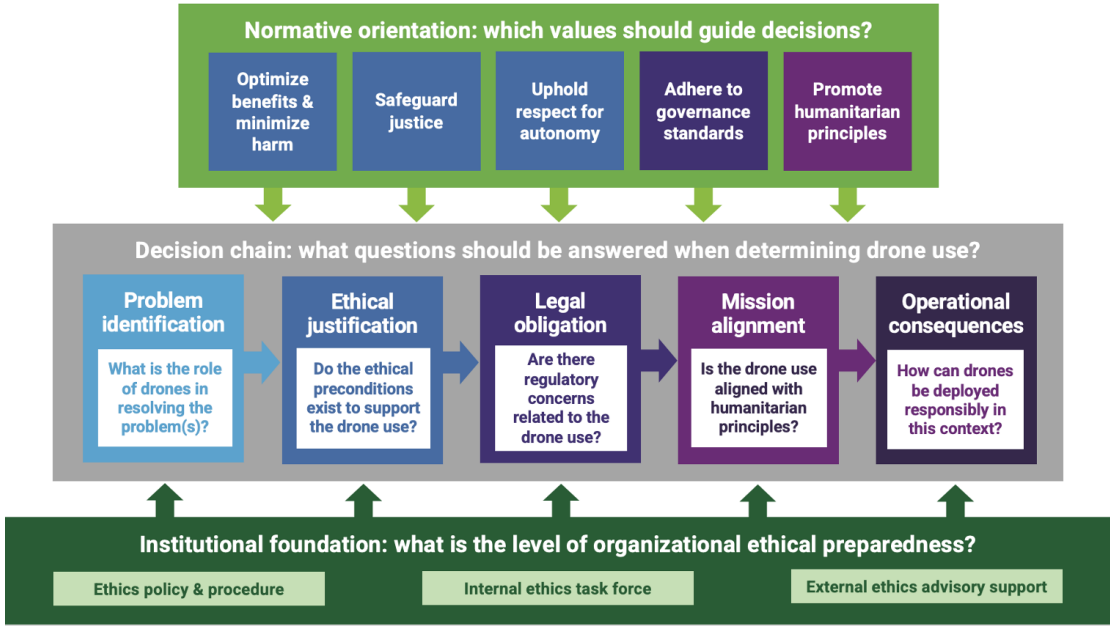 Normative orientation: which values should guide decisions?
Optimize
benefits &
minimize
harm
Safeguard
justice
Uphold
respect for
autonomy
Adhere to
governance
standards
Promote
humanitarian
principles
Decision chain: what questions should be answered when determining drone use?
Problem
identification
What is the role
of drones in
resolving the
problem(s)?
Ethical
justification
Do the ethical
preconditions
exist to support
the drone use?
Legal
obligation
Are there
regulatory
concerns
related to the
drone use?
Mission
alignment
Is the drone use
aligned with
humanitarian
principles?
Operational
consequences
How can drones
be deployed
responsibly in
this context?
Institutional foundation: what is the level of organizational ethical preparedness?
Ethics policy & procedure
Internal ethics task force
External ethics advisory support